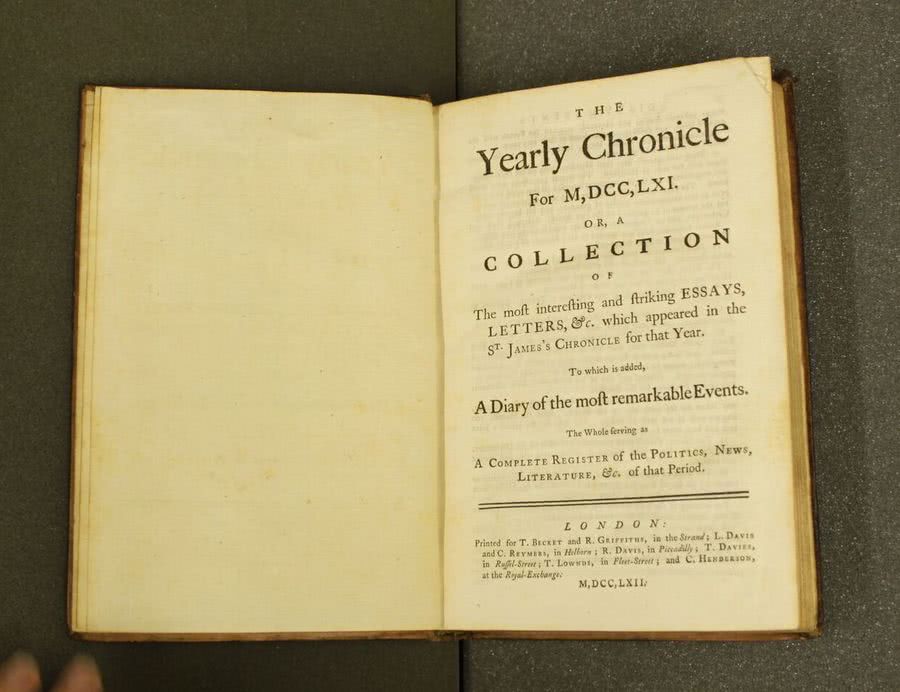 THE
Yearly Chronicle
For M,DCC,LXI.
OR, A
COLLECTION
OF
The moſt intereſting and ſtriking ESSAYS,
LETTERS, &c. which appeared in the
ST. JAMES'S CHRONICLE for that Year.
To which is added,
A Diary of the moſt remarkable Events.
The Whole ſerving as
A COMPLETE REGISTER of the POLITICS, NEWS,
LITERATURE, &c. of that Period.
LONDON:
Printed for T. BECKET and R. GRIFFITHS, in the Strand; L. DAVIS
and C. REYMERS, in Holborn; R. DAVIS, in Piccadilly; T. DAVIES,
in Ruſſel-Street; T. LOWNDS, in Fleet-Street; and C. HENDERSON,
at the Royal-Exchange.
M,DCC,LXII.